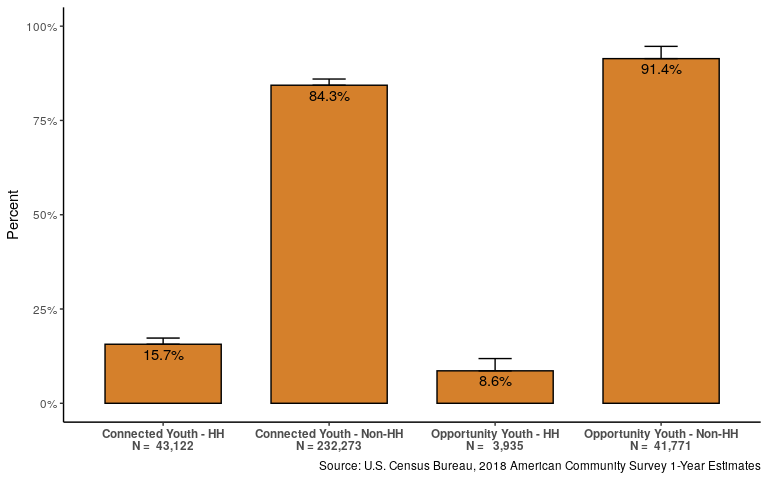 100%
75%
50%
25%
0%
Percent
15.7%
84.3%
8.6%
91.4%
Connected Youth - HH
N = 43,122
Connected Youth - Non-HH
N = 232,273
Opportunity Youth - HH
N = 3,935
Opportunity Youth - Non-HH
N = 41,771
Source: U.S. Census Bureau, 2018 American Community Survey 1-Year Estimates